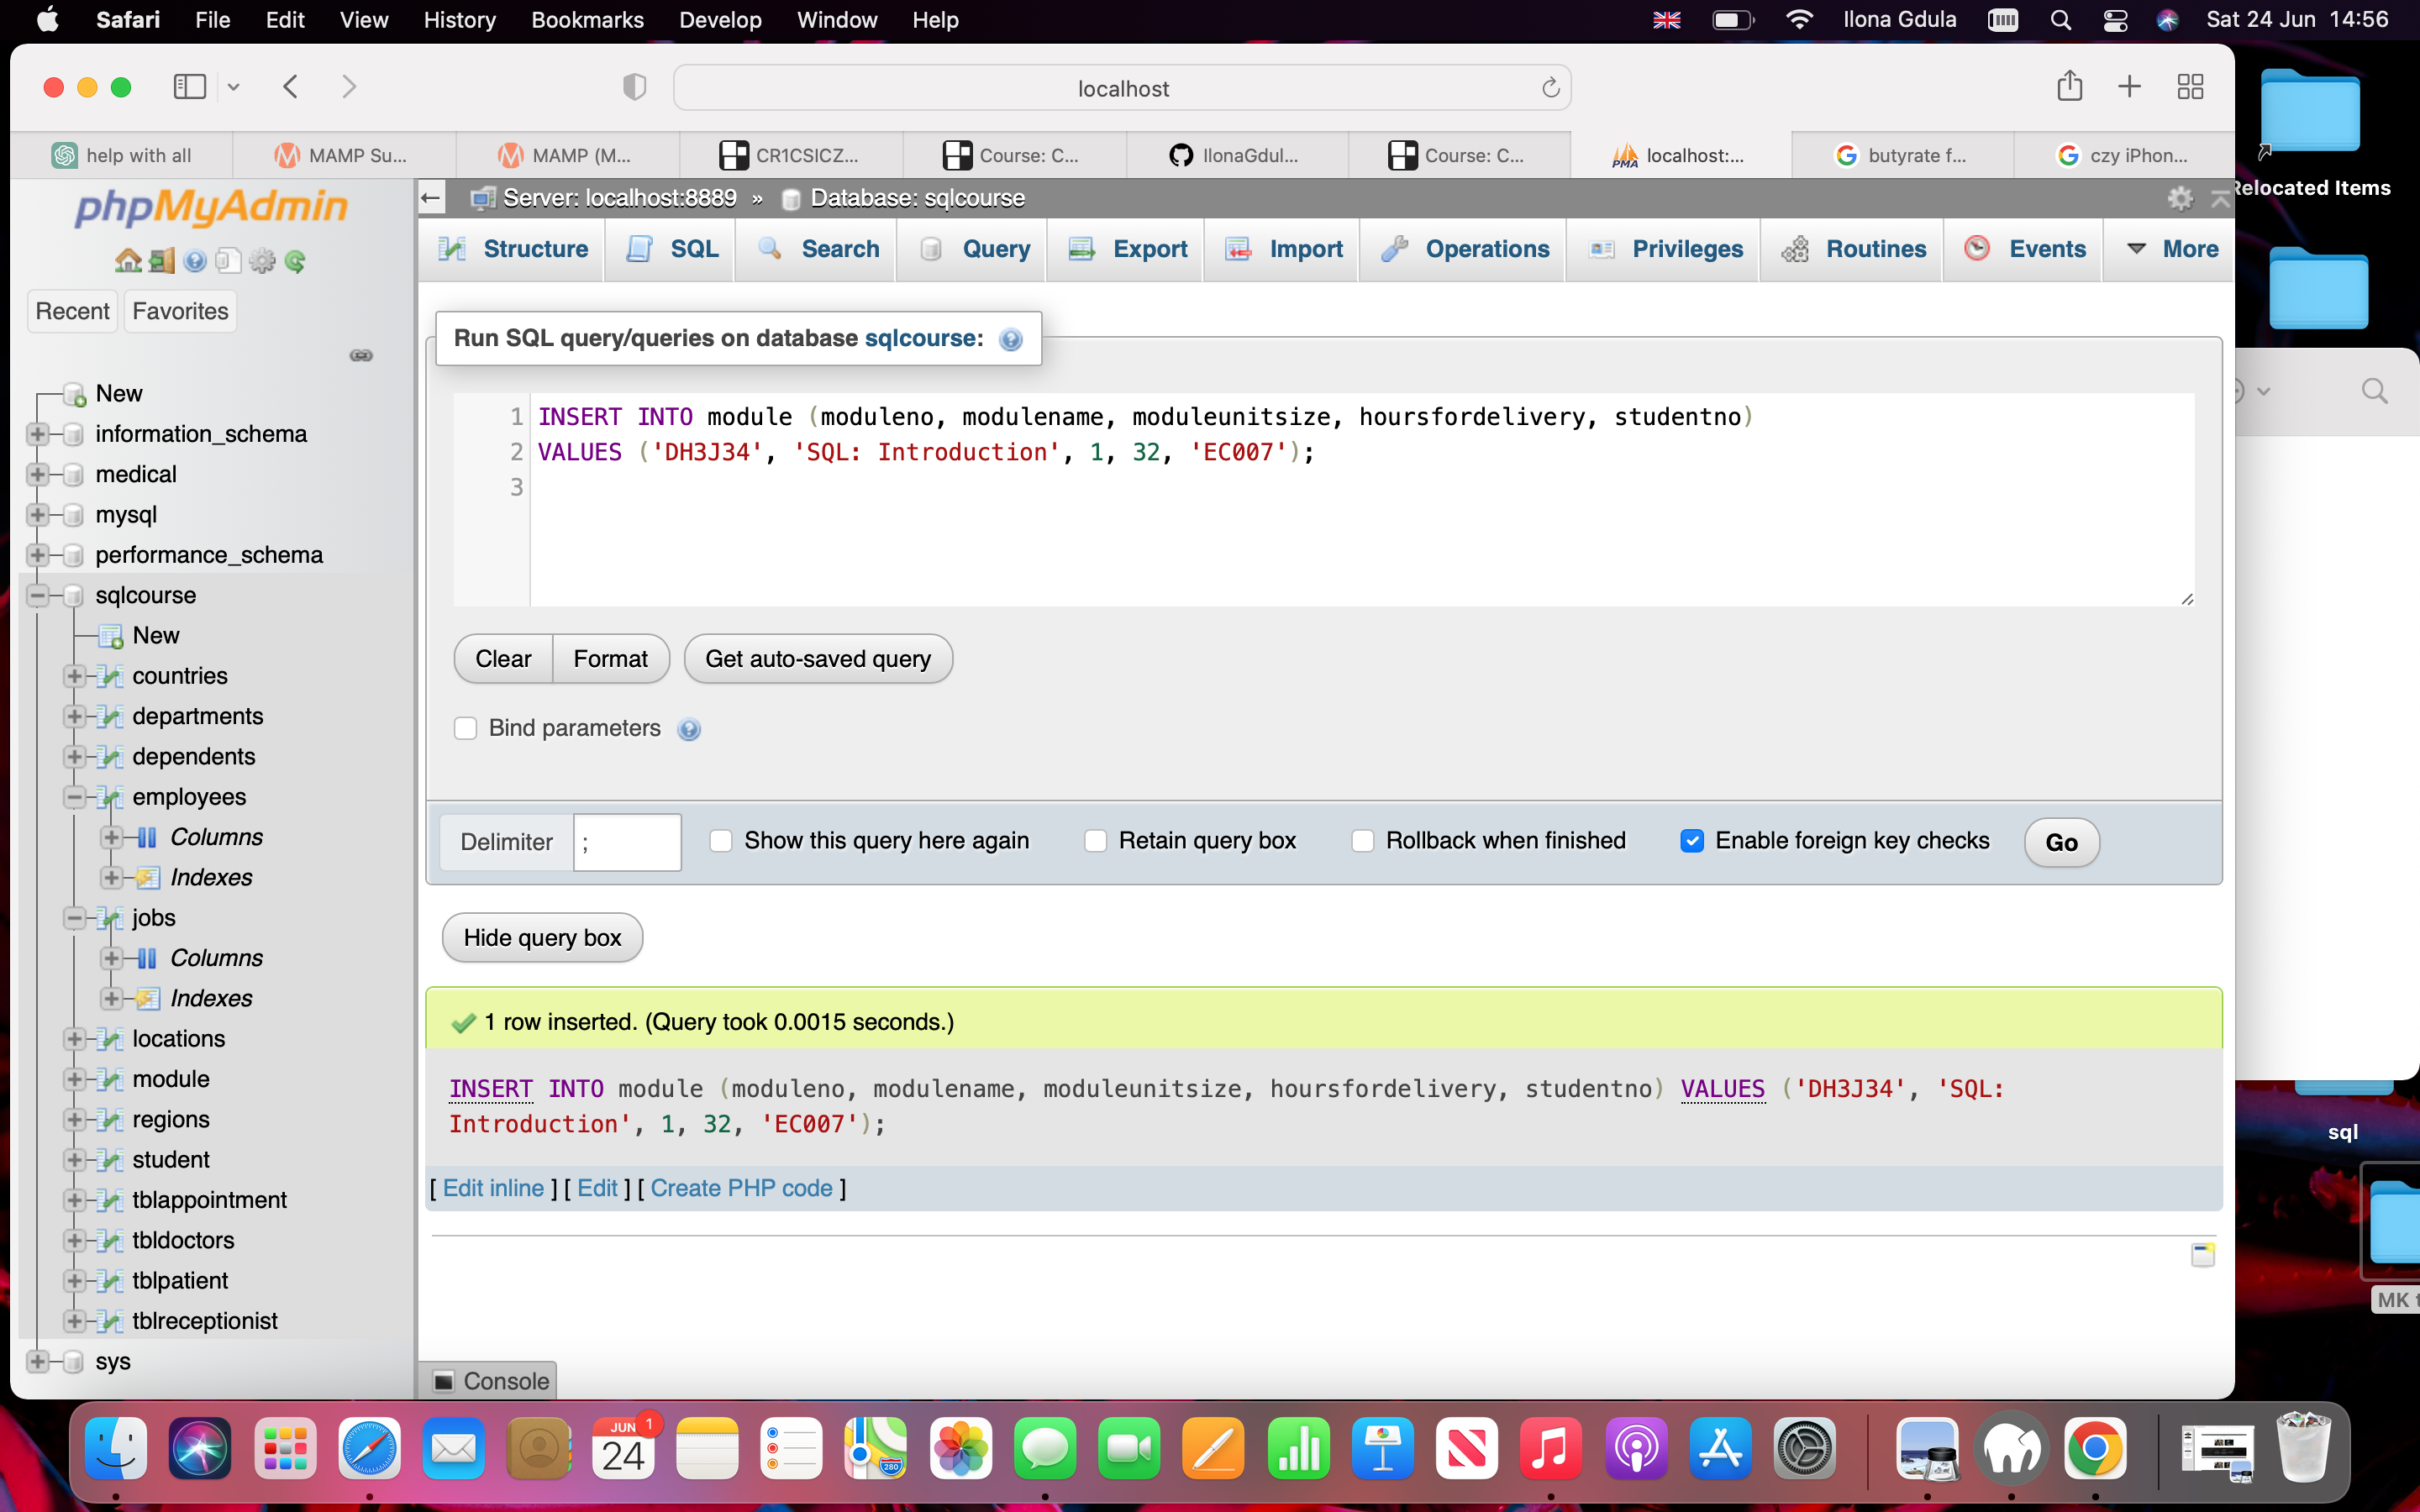 Safari File Edit View History Bookmarks Develop Window Help Ilona Gdula Sat 24 Jun 14:56
localhost
help with all MAMP Su... MAMP (M... CR1CSICZ... Course: C... IlonaGdul... Course: C... localhost:... butyrate f... czy iPhon...
phpMyAdmin
Recent Favorites
New
information_schema
medical
mysql
performance_schema
sqlcourse
New
countries
departments
dependents
employees
Columns
Indexes
jobs
Columns
Indexes
locations
module
regions
student
tblappointment
tbldoctors
tblpatient
tblreceptionist
sys
Server: localhost:8889 » Database: sqlcourse
Structure SQL Search Query Export Import Operations Privileges Routines Events More
Run SQL query/queries on database sqlcourse:
1 INSERT INTO module (moduleno, modulename, moduleunitsize, hoursfordelivery, studentno)
2 VALUES ('DH3J34', 'SQL: Introduction', 1, 32, 'EC007');
3
Clear Format Get auto-saved query
Bind parameters
Delimiter ; Show this query here again Retain query box Rollback when finished Enable foreign key checks Go
Hide query box
1 row inserted. (Query took 0.0015 seconds.)
INSERT INTO module (moduleno, modulename, moduleunitsize, hoursfordelivery, studentno) VALUES ('DH3J34', 'SQL:
Introduction', 1, 32, 'EC007');
[ Edit inline ] [ Edit ] [ Create PHP code ]
Console
Relocated Items
sql
MK t
JUN 1
24
280